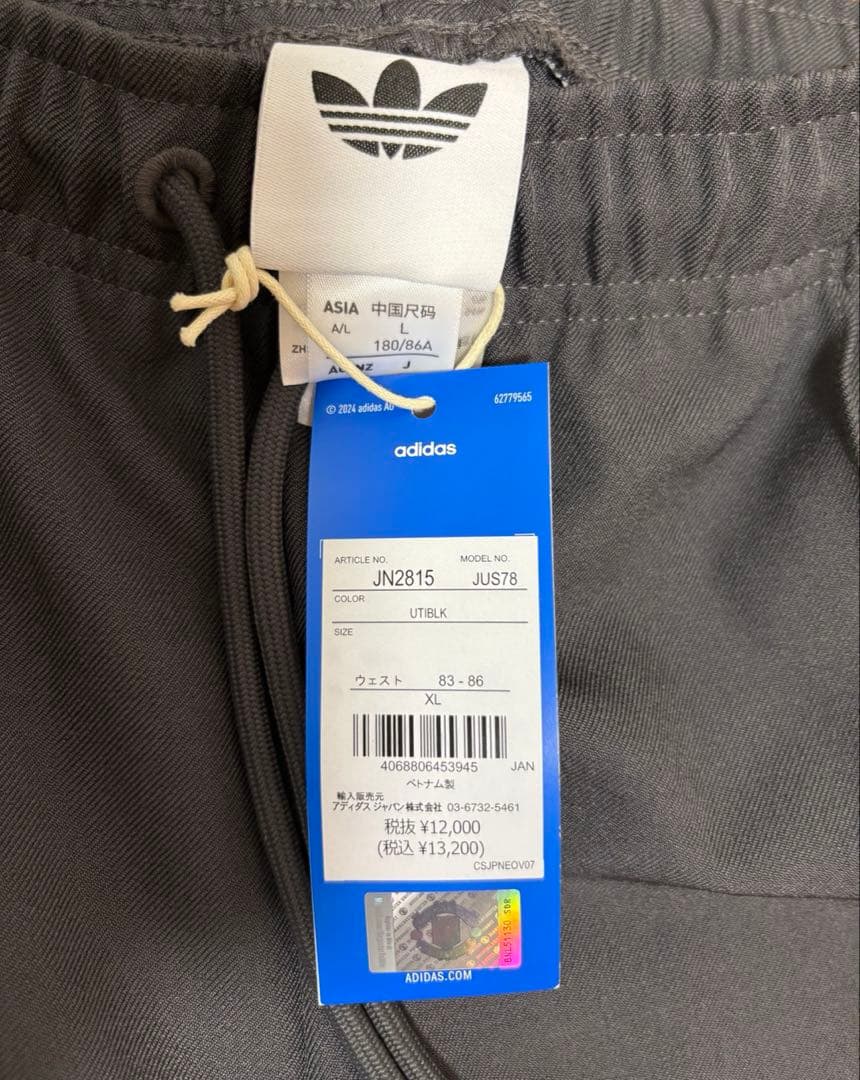 ASIA 中国尺码
A/L L
ZH 180/86A
J
© 2024 adidas AG
62779565
adidas
ARTICLE NO. MODEL NO.
JN2815 JUS78
COLOR
UTIBLK
SIZE
ウェスト 83 - 86
XL
4068806453945 JAN
ベトナム製
輸入販売元
アディダス ジャパン株式会社 03-6732-5461
税抜 ¥12,000
(税込 ¥13,200)
CSJPNEOV07
ADIDAS.COM